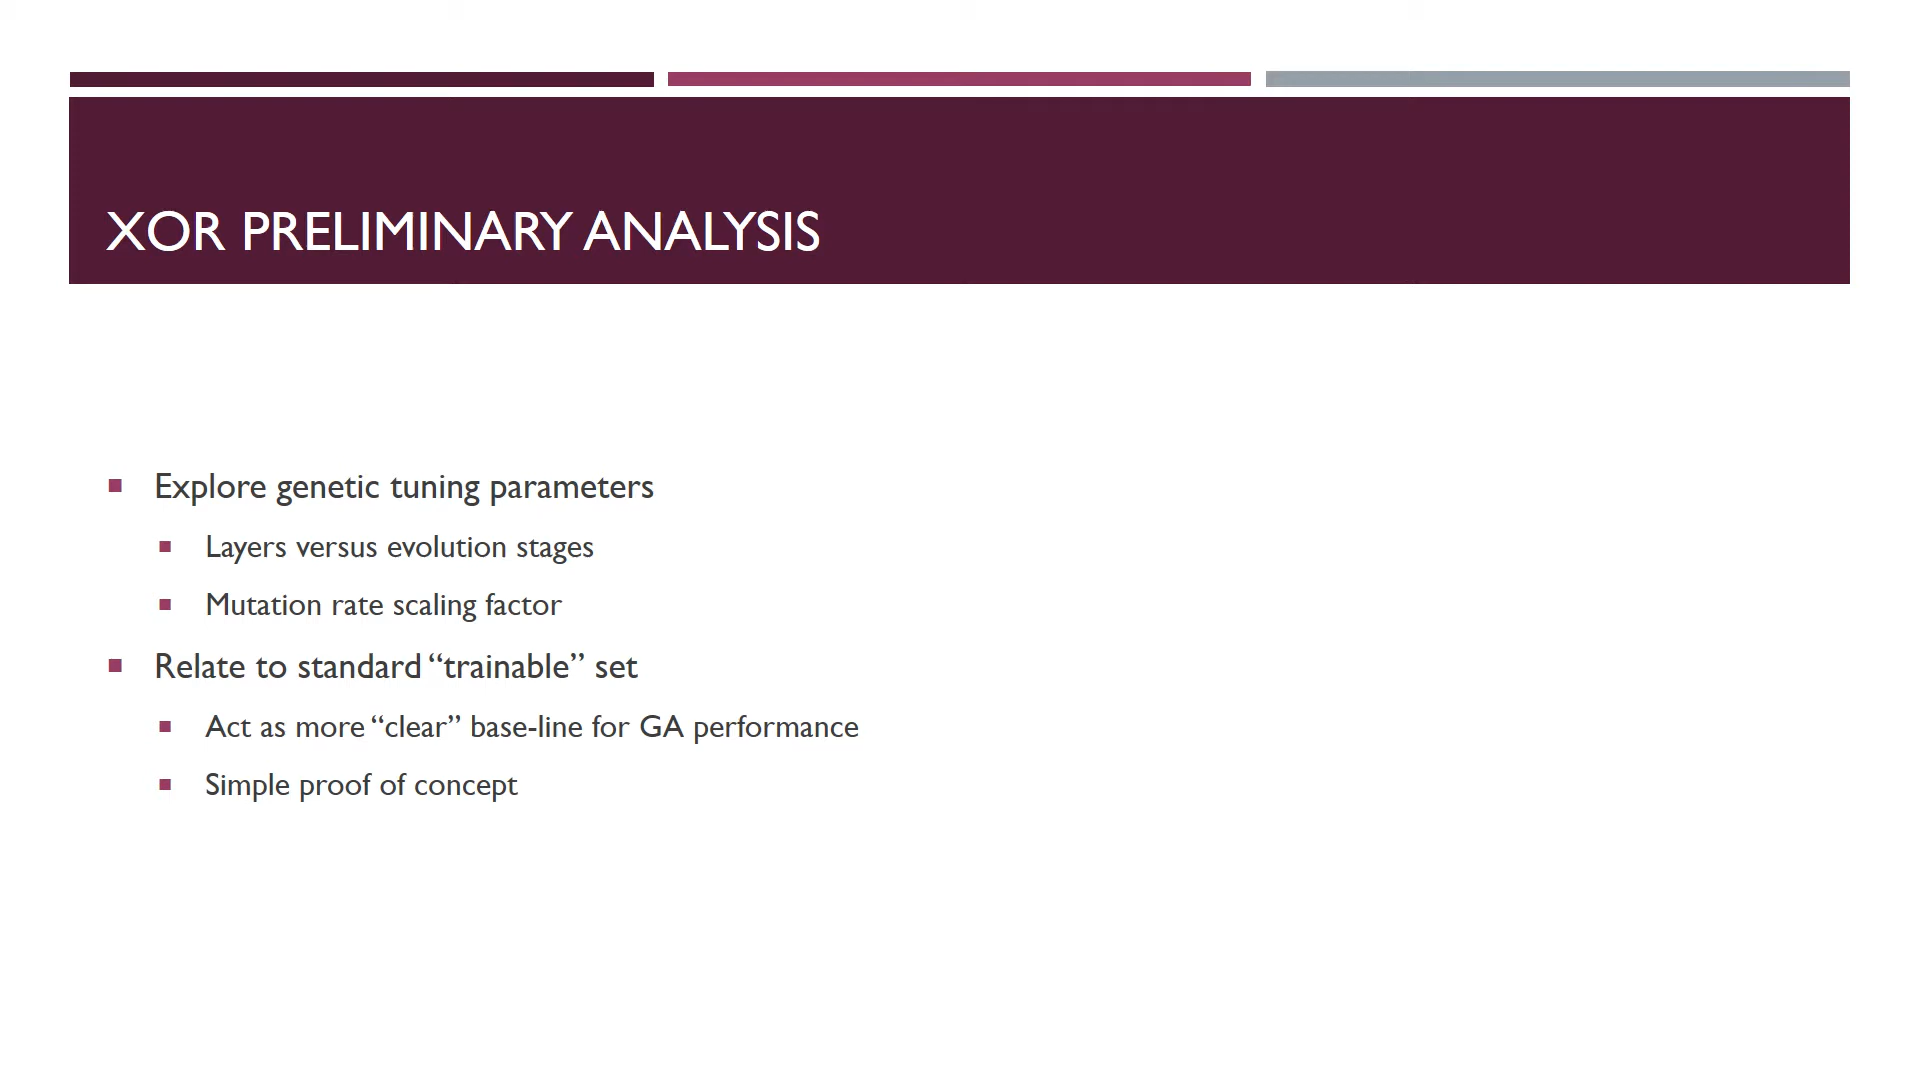 XOR PRELIMINARY ANALYSIS
Explore genetic tuning parameters
Layers versus evolution stages
Mutation rate scaling factor
Relate to standard “trainable” set
Act as more “clear” base-line for GA performance
Simple proof of concept